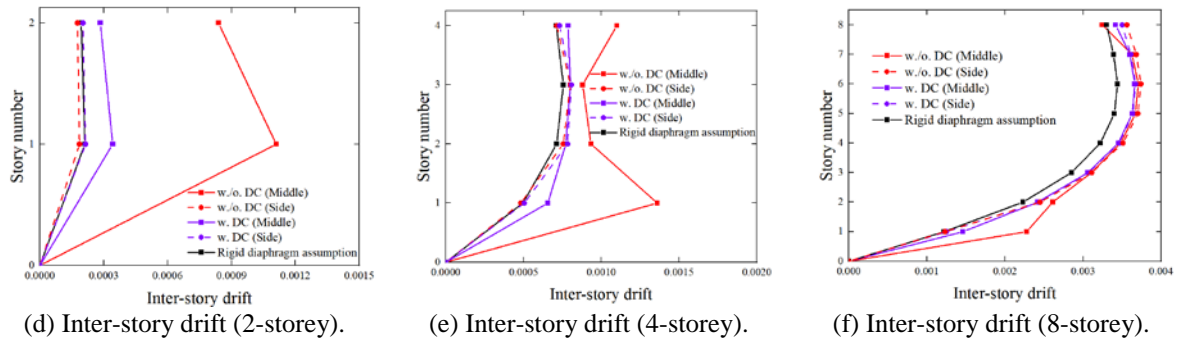 2
1
0
Story number
w./o. DC (Middle)
w./o. DC (Side)
w. DC (Middle)
w. DC (Side)
Rigid diaphragm assumption
0.0000 0.0003 0.0006 0.0009 0.0012 0.0015
Inter-story drift
(d) Inter-story drift (2-storey).
4
3
2
1
0
Story number
w./o. DC (Middle)
w./o. DC (Side)
w. DC (Middle)
w. DC (Side)
Rigid diaphragm assumption
0.0000 0.0005 0.0010 0.0015 0.0020
Inter-story drift
(e) Inter-story drift (4-storey).
8
7
6
5
4
3
2
1
0
Story number
w./o. DC (Middle)
w./o. DC (Side)
w. DC (Middle)
w. DC (Side)
Rigid diaphragm assumption
0.000 0.001 0.002 0.003 0.004
Inter-story drift
(f) Inter-story drift (8-storey).